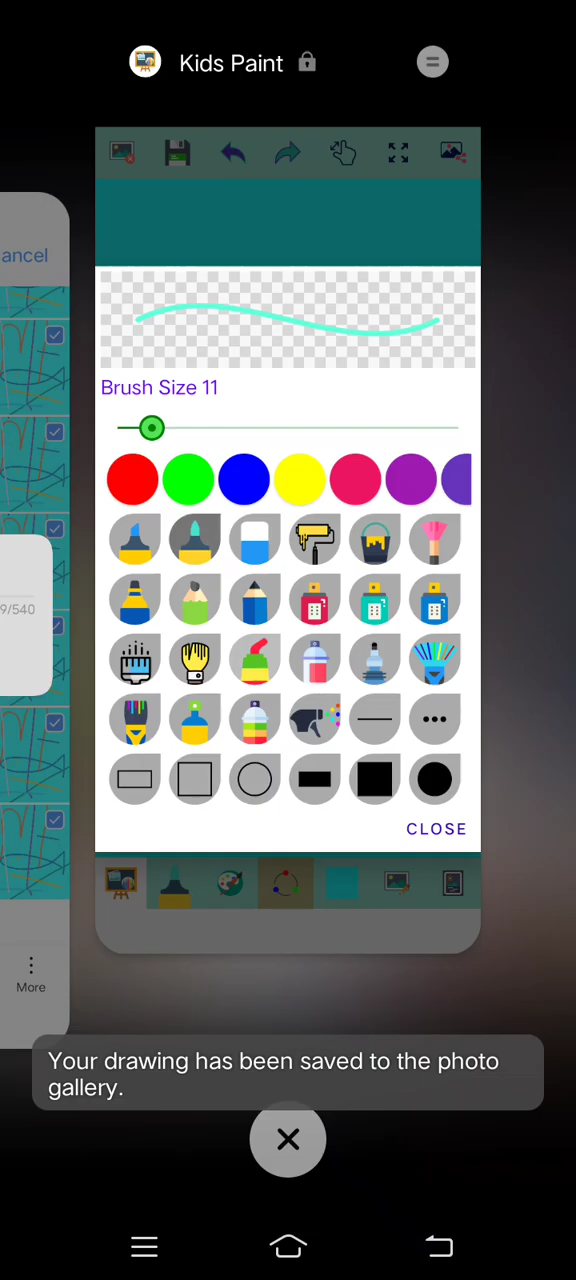 Kids Paint
ancel
Brush Size 11
9/540
CLOSE
More
Your drawing has been saved to the photo
gallery.